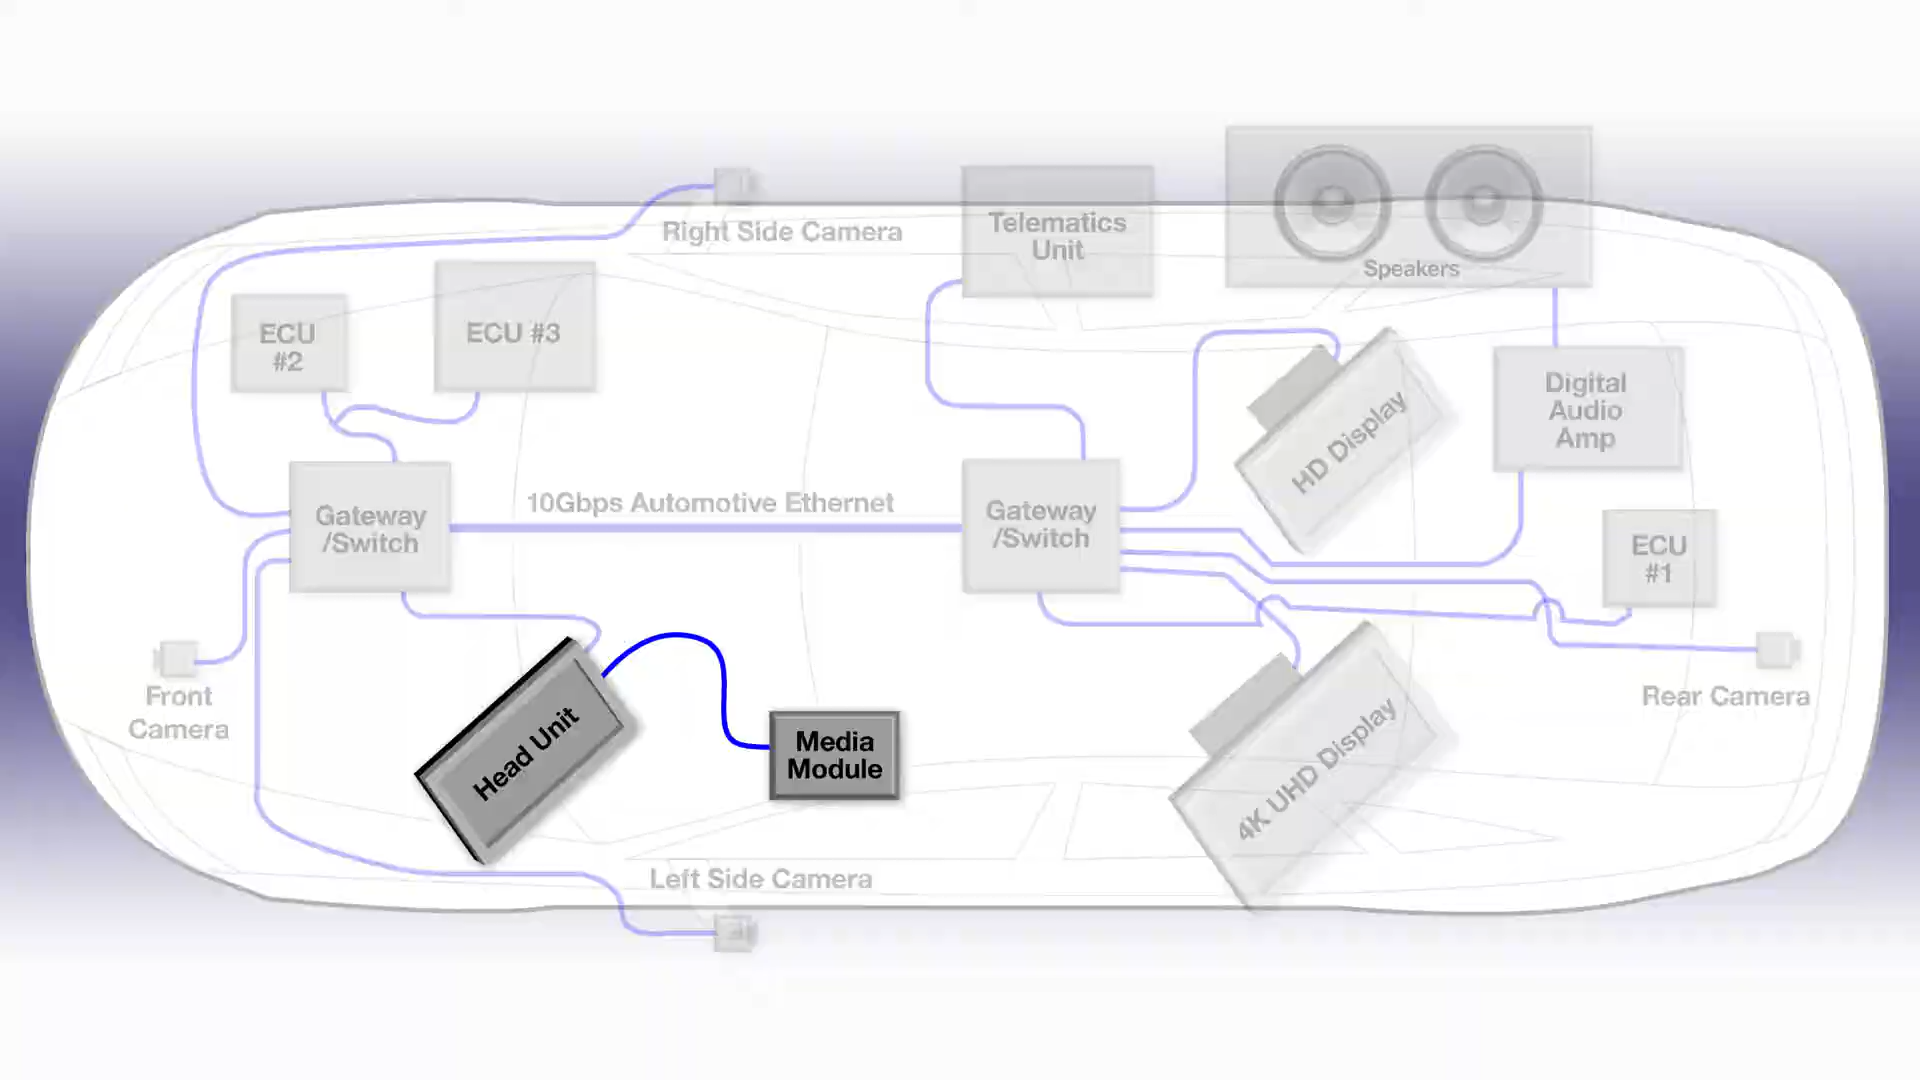 Right Side Camera
Telematics
Unit
Speakers
ECU
#2
ECU #3
HD Display
Digital
Audio
Amp
Gateway
/Switch
10Gbps Automotive Ethernet
Gateway
/Switch
ECU
#1
Front
Camera
Head Unit
Media
Module
4K UHD Display
Rear Camera
Left Side Camera